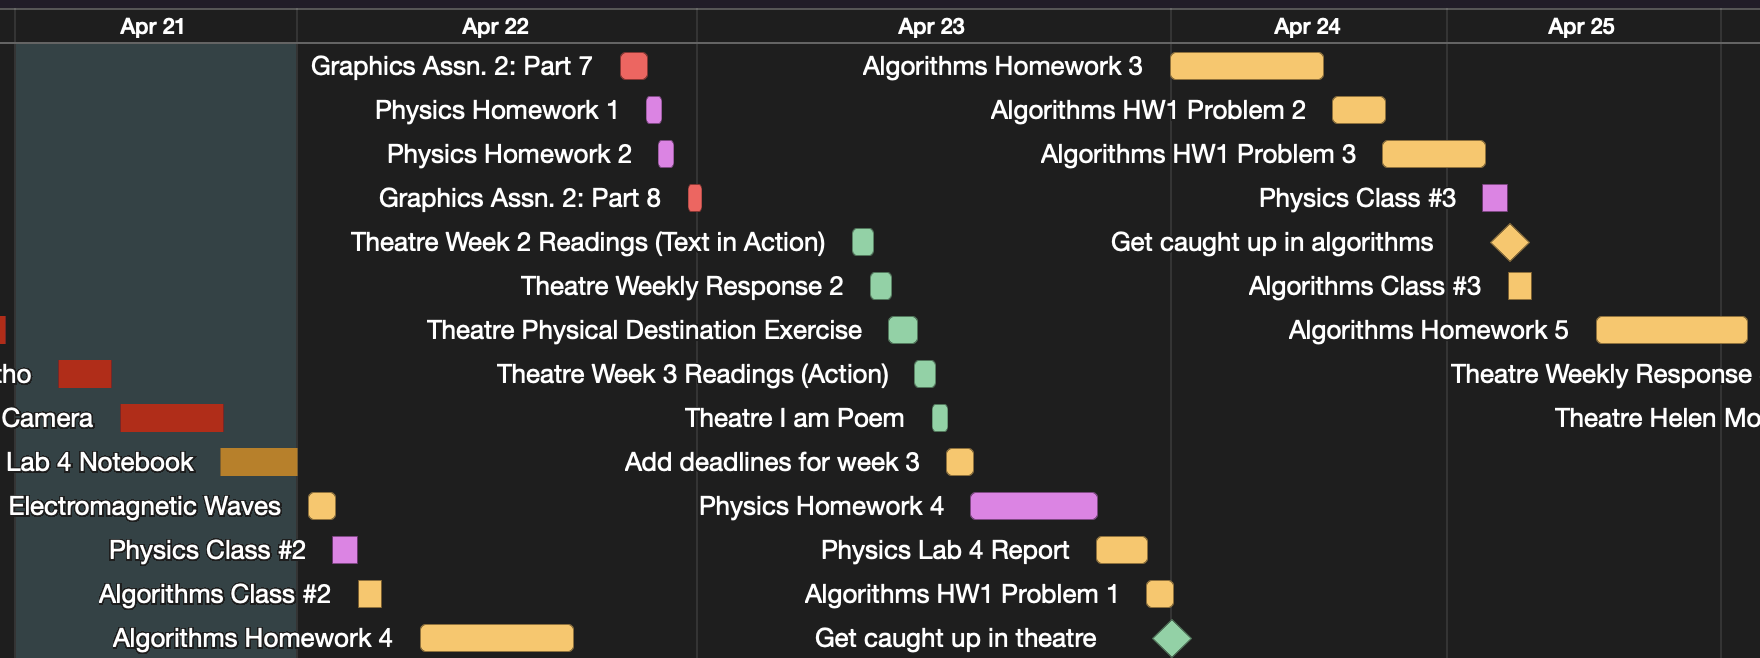 Apr 21
Apr 22
Apr 23
Apr 24
Apr 25
Graphics Assn. 2: Part 7
Algorithms Homework 3
Physics Homework 1
Algorithms HW1 Problem 2
Physics Homework 2
Algorithms HW1 Problem 3
Graphics Assn. 2: Part 8
Physics Class #3
Theatre Week 2 Readings (Text in Action)
Get caught up in algorithms
Theatre Weekly Response 2
Algorithms Class #3
Theatre Physical Destination Exercise
Algorithms Homework 5
tho
Theatre Week 3 Readings (Action)
Theatre Weekly Response
Camera
Theatre I am Poem
Theatre Helen Mo
Lab 4 Notebook
Add deadlines for week 3
Electromagnetic Waves
Physics Homework 4
Physics Class #2
Physics Lab 4 Report
Algorithms Class #2
Algorithms HW1 Problem 1
Algorithms Homework 4
Get caught up in theatre